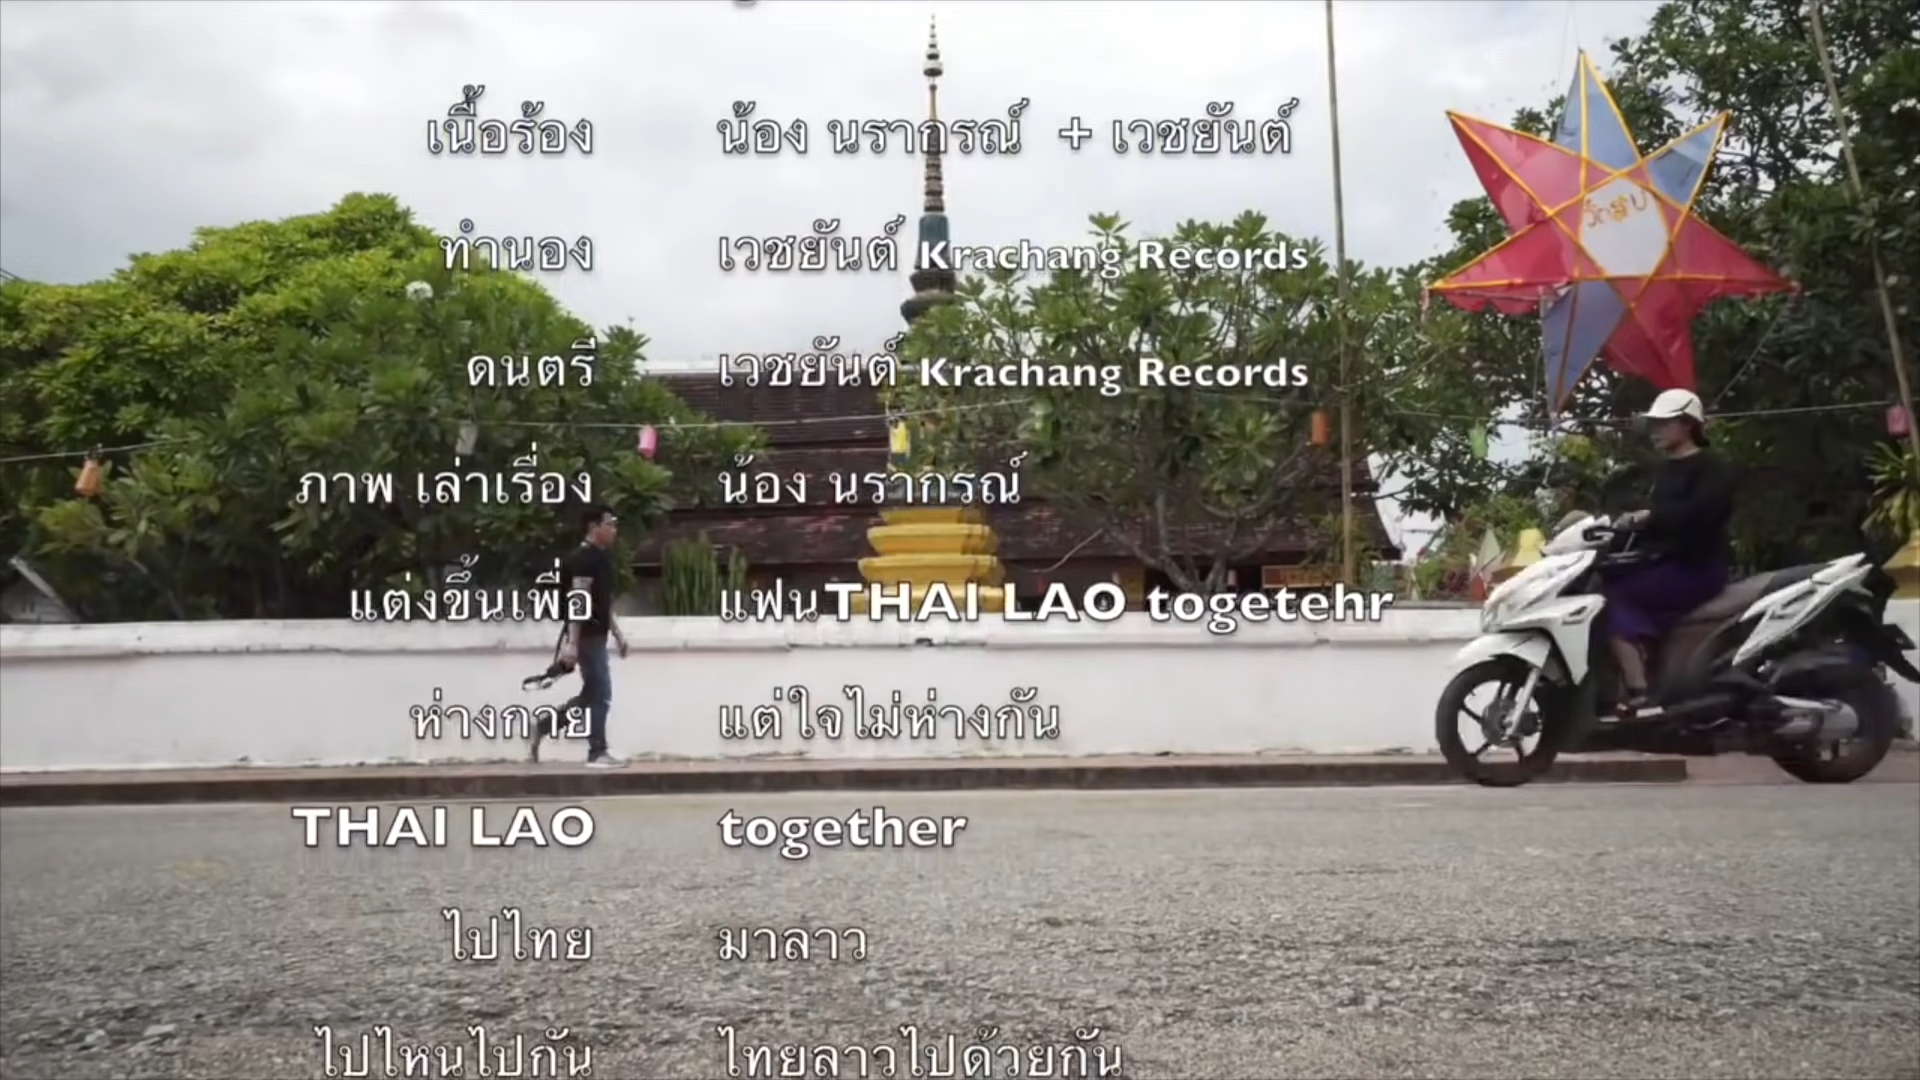 เนื้อร้อง น้อง นรากรณ์ + เวชยันต์
ทำนอง เวชยันต์ Krachang Records
ดนตรี เวชยันต์ Krachang Records
ภาพ เล่าเรื่อง น้อง นรากรณ์
แต่งขึ้นเพื่อ แฟนTHAI LAO togetehr
ห่างกาย แต่ใจไม่ห่างกัน
THAI LAO together
ไปไทย มาลาว
ไปไหนไปกัน ไทยลาวไปด้วยกัน